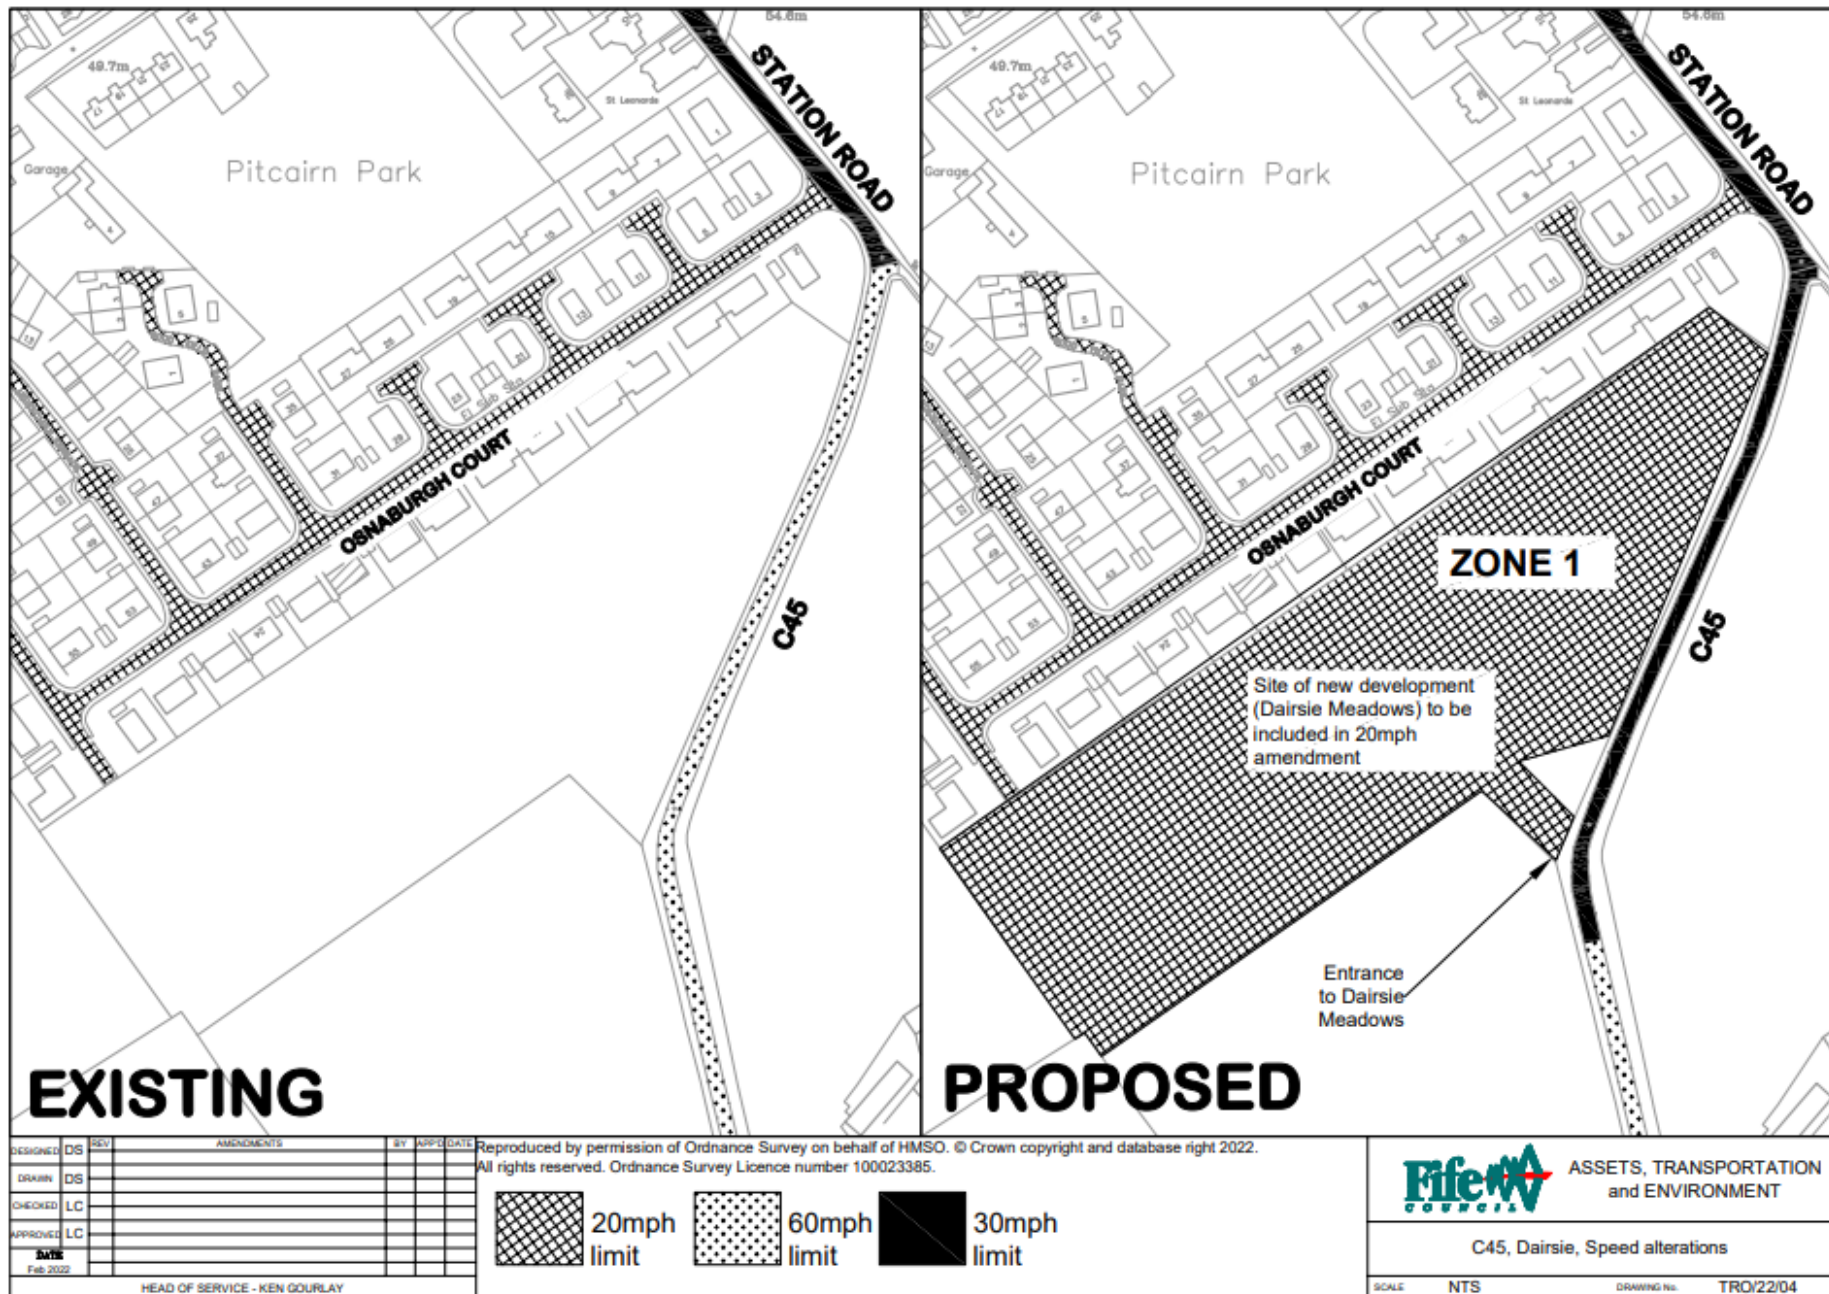 54.6m
49.7m
STATION ROAD
St Leonards
Garage
Pitcairn Park
El Sub Sta
OSNABURGH COURT
C45
EXISTING
54.6m
49.7m
STATION ROAD
St Leonards
Garage
Pitcairn Park
El Sub Sta
OSNABURGH COURT
ZONE 1
C45
Site of new development
(Dairsie Meadows) to be
included in 20mph
amendment
Entrance
to Dairsie
Meadows
PROPOSED
DESIGNED DS REV AMENDMENTS BY APP'D DATE
DRAWN DS
CHECKED LC
APPROVED LC
DATE
Feb 2022
HEAD OF SERVICE - KEN GOURLAY
Reproduced by permission of Ordnance Survey on behalf of HMSO. © Crown copyright and database right 2022.
All rights reserved. Ordnance Survey Licence number 100023385.
20mph
limit
60mph
limit
30mph
limit
Fife
COUNCIL
ASSETS, TRANSPORTATION
and ENVIRONMENT
C45, Dairsie, Speed alterations
SCALE NTS DRAWING No. TRO/22/04